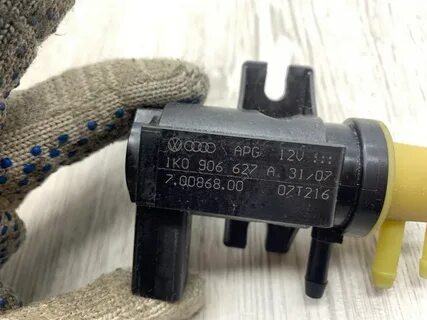 APG 12V
1K0 906 627 A 31/07
7.00868.00 07T216